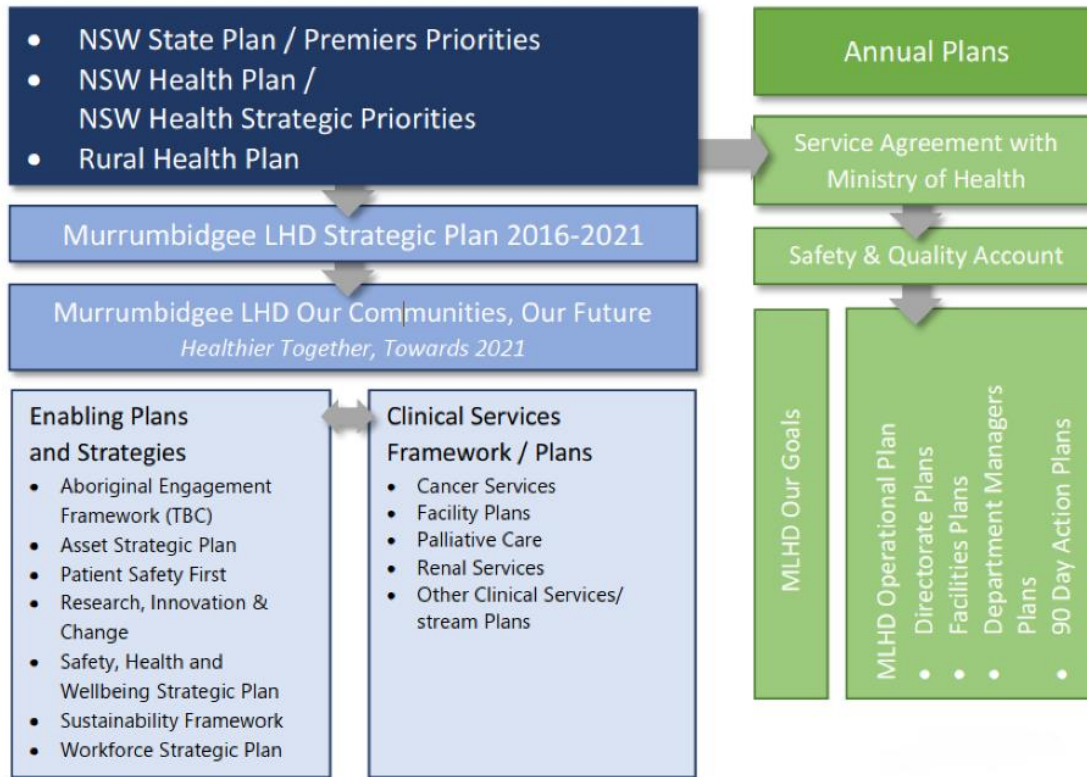 • NSW State Plan / Premiers Priorities
• NSW Health Plan /
NSW Health Strategic Priorities
• Rural Health Plan
Murrumbidgee LHD Strategic Plan 2016-2021
Murrumbidgee LHD Our Communities, Our Future
Healthier Together, Towards 2021
Enabling Plans
and Strategies
• Aboriginal Engagement
Framework (TBC)
• Asset Strategic Plan
• Patient Safety First
• Research, Innovation &
Change
• Safety, Health and
Wellbeing Strategic Plan
• Sustainability Framework
• Workforce Strategic Plan
Clinical Services
Framework / Plans
• Cancer Services
• Facility Plans
• Palliative Care
• Renal Services
• Other Clinical Services/
stream Plans
Annual Plans
Service Agreement with
Ministry of Health
Safety & Quality Account
MLHD Our Goals
MLHD Operational Plan
• Directorate Plans
• Facilities Plans
• Department Managers
Plans
• 90 Day Action Plans